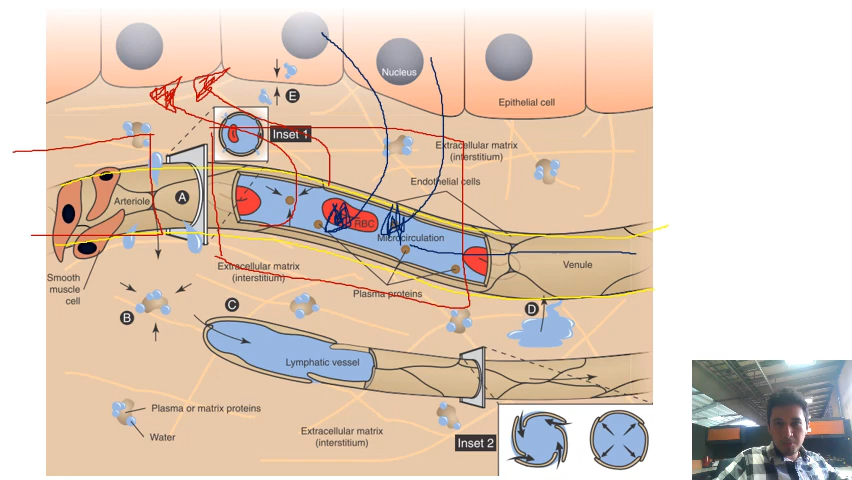 Nucleus
E
Epithelial cell
Inset 1
Extracellular matrix
(interstitium)
Endothelial cells
Arteriole
A
RBC
Microcirculation
Venule
Smooth
muscle
cell
Extracellular matrix
(interstitium)
Plasma proteins
B
C
D
Lymphatic vessel
Plasma or matrix proteins
Water
Extracellular matrix
(interstitium)
Inset 2